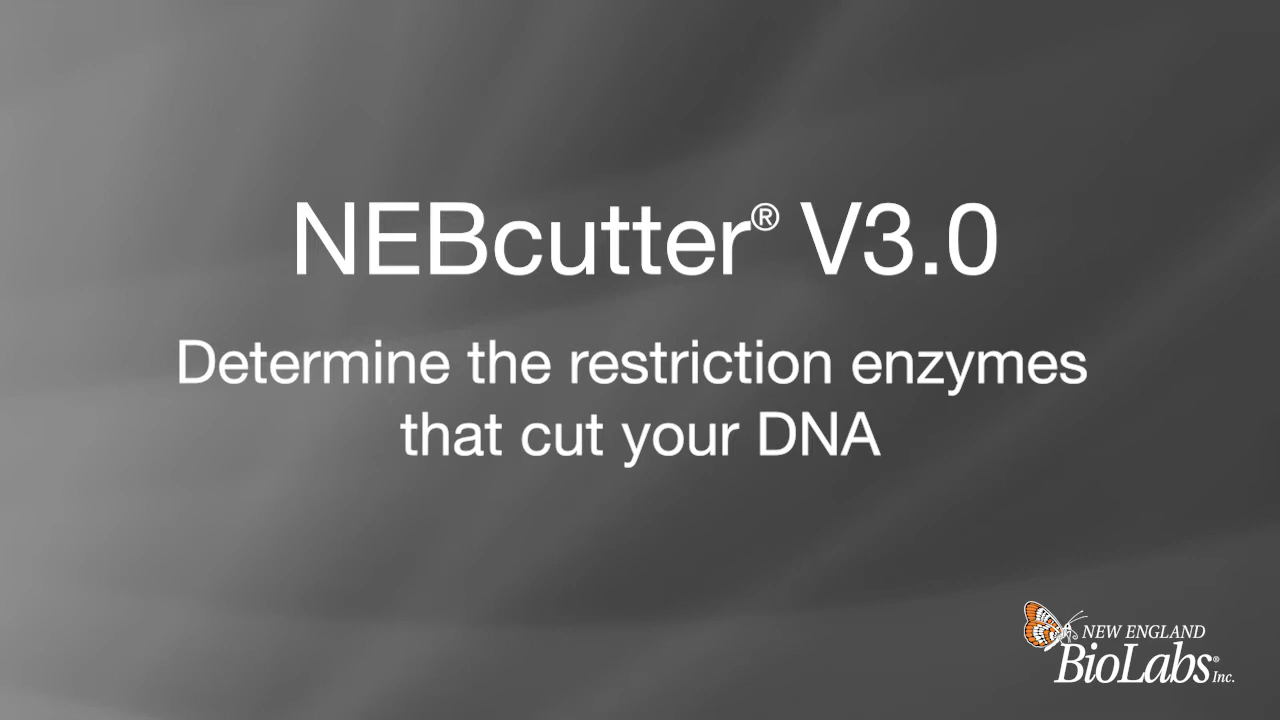 NEBcutter® V3.0
Determine the restriction enzymes
that cut your DNA
NEW ENGLAND
BioLabs® Inc.